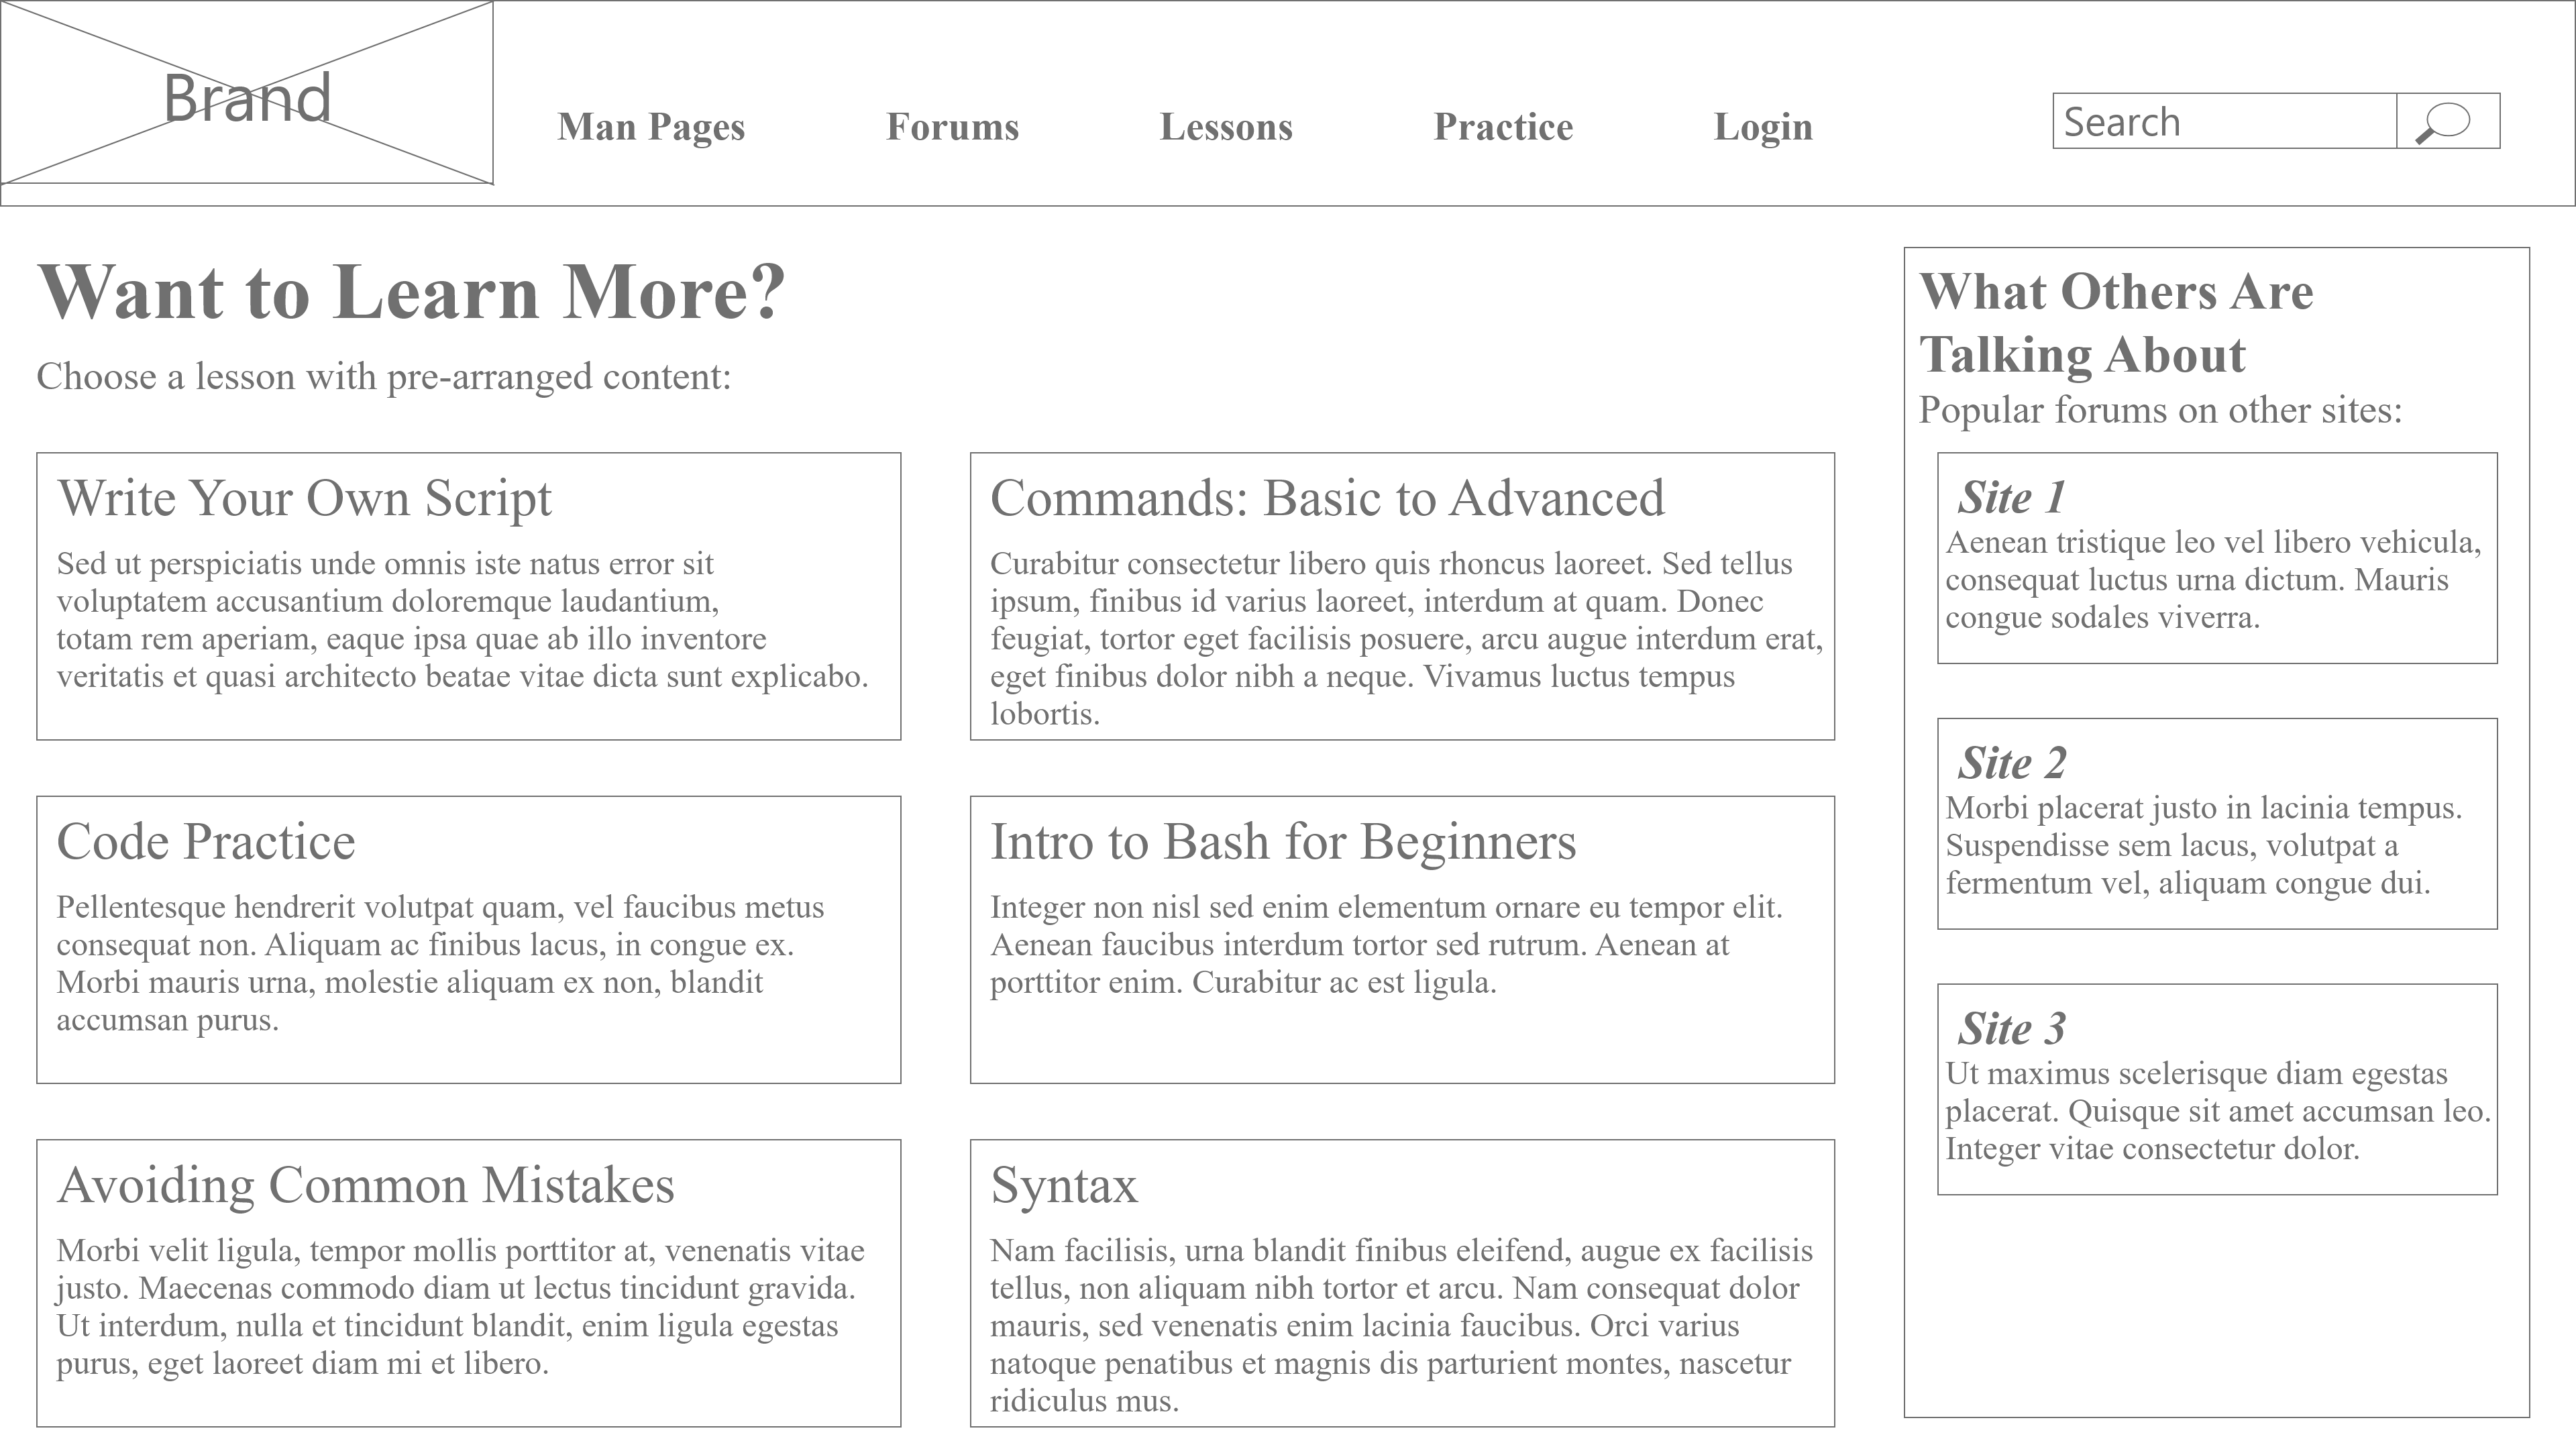 Brand
Man Pages
Forums
Lessons
Practice
Login
Search
Want to Learn More?
Choose a lesson with pre-arranged content:
Write Your Own Script
Sed ut perspiciatis unde omnis iste natus error sit
voluptatem accusantium doloremque laudantium,
totam rem aperiam, eaque ipsa quae ab illo inventore
veritatis et quasi architecto beatae vitae dicta sunt explicabo.
Commands: Basic to Advanced
Curabitur consectetur libero quis rhoncus laoreet. Sed tellus
ipsum, finibus id varius laoreet, interdum at quam. Donec
feugiat, tortor eget facilisis posuere, arcu augue interdum erat,
eget finibus dolor nibh a neque. Vivamus luctus tempus
lobortis.
Code Practice
Pellentesque hendrerit volutpat quam, vel faucibus metus
consequat non. Aliquam ac finibus lacus, in congue ex.
Morbi mauris urna, molestie aliquam ex non, blandit
accumsan purus.
Intro to Bash for Beginners
Integer non nisl sed enim elementum ornare eu tempor elit.
Aenean faucibus interdum tortor sed rutrum. Aenean at
porttitor enim. Curabitur ac est ligula.
Avoiding Common Mistakes
Morbi velit ligula, tempor mollis porttitor at, venenatis vitae
justo. Maecenas commodo diam ut lectus tincidunt gravida.
Ut interdum, nulla et tincidunt blandit, enim ligula egestas
purus, eget laoreet diam mi et libero.
Syntax
Nam facilisis, urna blandit finibus eleifend, augue ex facilisis
tellus, non aliquam nibh tortor et arcu. Nam consequat dolor
mauris, sed venenatis enim lacinia faucibus. Orci varius
natoque penatibus et magnis dis parturient montes, nascetur
ridiculus mus.
What Others Are
Talking About
Popular forums on other sites:
Site 1
Aenean tristique leo vel libero vehicula,
consequat luctus urna dictum. Mauris
congue sodales viverra.
Site 2
Morbi placerat justo in lacinia tempus.
Suspendisse sem lacus, volutpat a
fermentum vel, aliquam congue dui.
Site 3
Ut maximus scelerisque diam egestas
placerat. Quisque sit amet accumsan leo.
Integer vitae consectetur dolor.